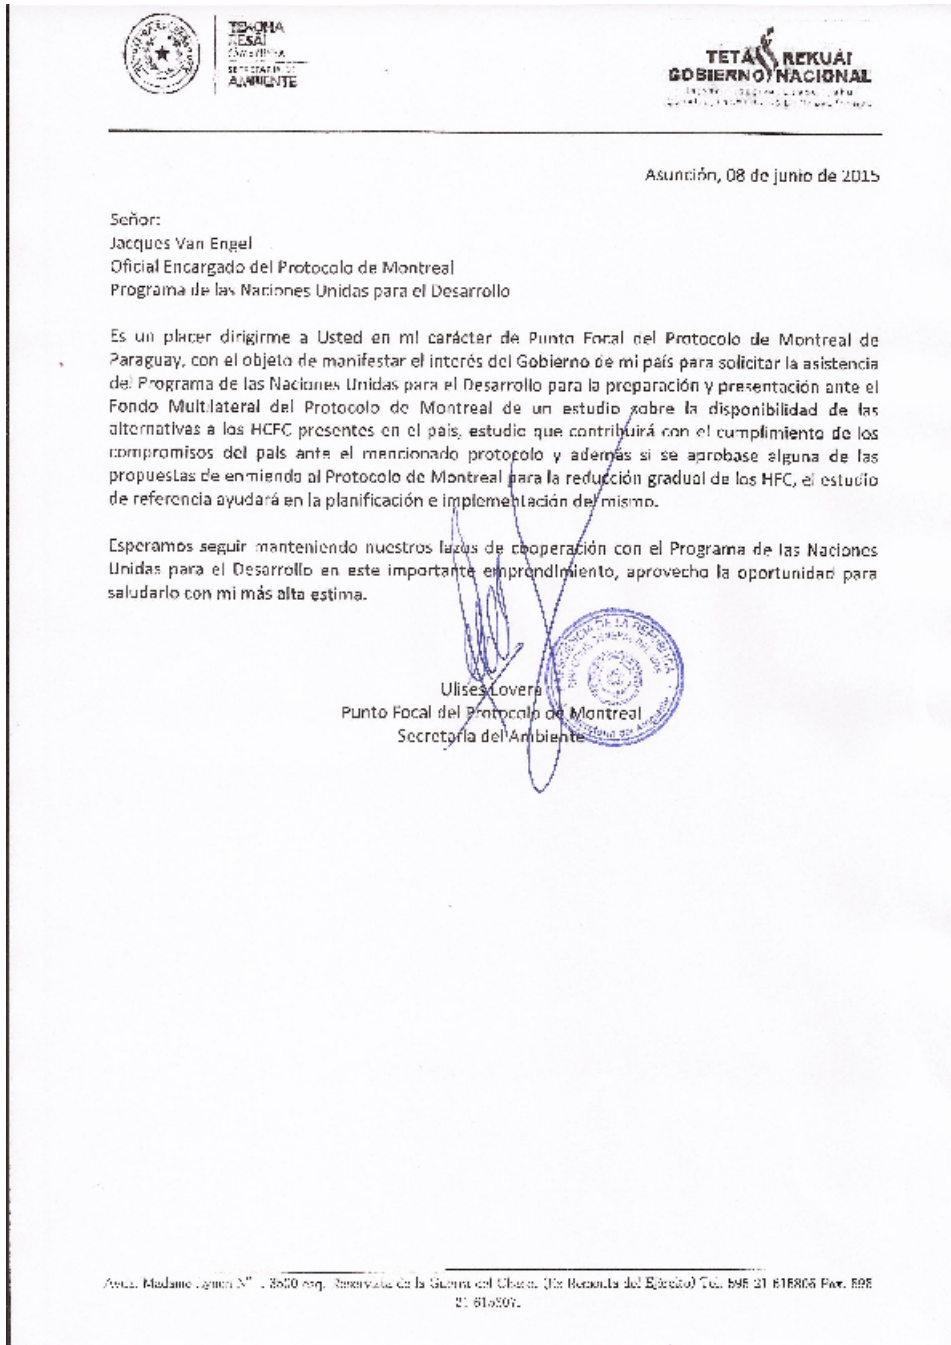 SECRETARÍA DEL
AMBIENTE
TETÃ REKUÁI
GOBIERNO NACIONAL
Asunción, 08 de junio de 2015
Señor:
Jacques Van Engel
Oficial Encargado del Protocolo de Montreal
Programa de las Naciones Unidas para el Desarrollo
Es un placer dirigirme a Usted en mi carácter de Punto Focal del Protocolo de Montreal de
Paraguay, con el objeto de manifestar el interés del Gobierno de mi país para solicitar la asistencia
del Programa de las Naciones Unidas para el Desarrollo para la preparación y presentación ante el
Fondo Multilateral del Protocolo de Montreal de un estudio sobre la disponibilidad de las
alternativas a los HCFC presentes en el país, estudio que contribuirá con el cumplimiento de los
compromisos del país ante el mencionado protocolo y además si se aprobase alguna de las
propuestas de enmienda al Protocolo de Montreal para la reducción gradual de los HFC, el estudio
de referencia ayudará en la planificación e implementación del mismo.
Esperamos seguir manteniendo nuestros lazos de cooperación con el Programa de las Naciones
Unidas para el Desarrollo en este importante emprendimiento, aprovecho la oportunidad para
saludarlo con mi más alta estima.
PRESIDENCIA DE LA REPÚBLICA
Secretaría del Ambiente
Ulises Lovera
Punto Focal del Protocolo de Montreal
Secretaría del Ambiente
Avda. Madame Lynch N° 3500 esq. Reservista de la Guerra del Chaco. (Ex Remonta del Ejército) Tel. 595 21 615806 Fax. 595
21 615807.